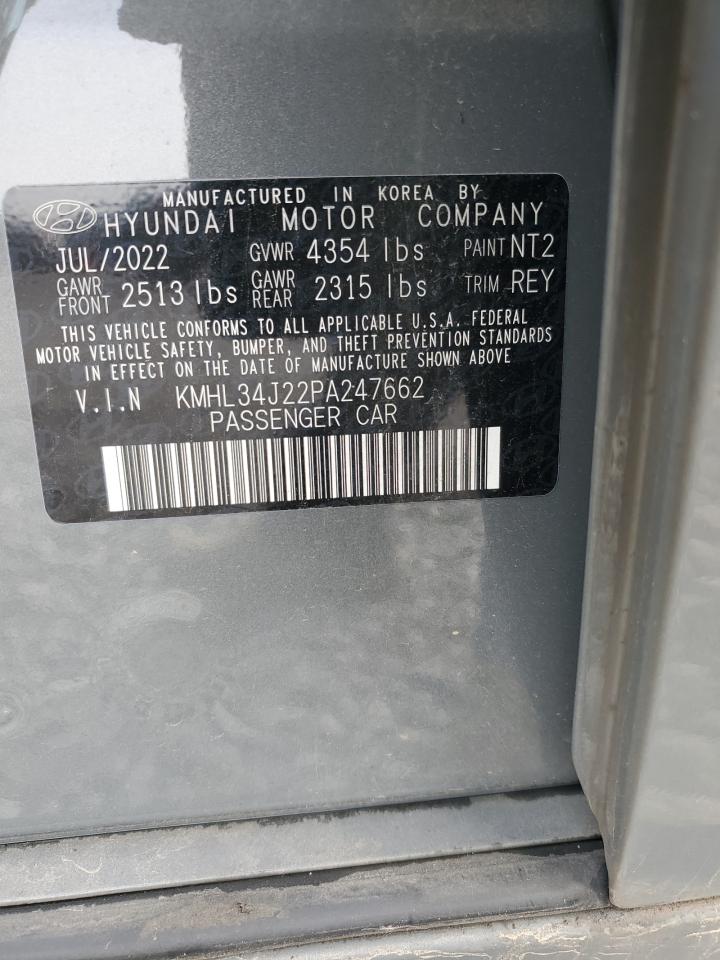 MANUFACTURED IN KOREA BY
HYUNDAI MOTOR COMPANY
JUL/2022 GVWR 4354 lbs PAINT NT2
GAWR FRONT 2513 lbs GAWR REAR 2315 lbs TRIM REY
THIS VEHICLE CONFORMS TO ALL APPLICABLE U.S.A. FEDERAL
MOTOR VEHICLE SAFETY, BUMPER, AND THEFT PREVENTION STANDARDS
IN EFFECT ON THE DATE OF MANUFACTURE SHOWN ABOVE
V.I.N KMHL34J22PA247662
PASSENGER CAR